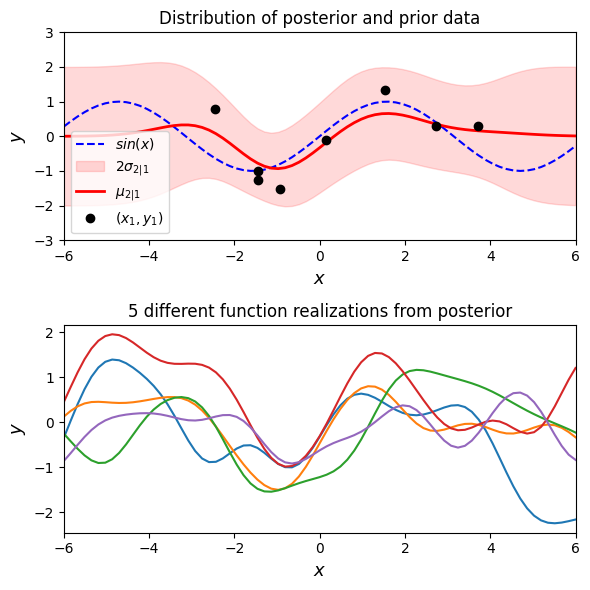 Distribution of posterior and prior data
3
2
1
0
−1
−2
−3
y
sin(x)
2σ2|1
μ2|1
(x1, y1)
−6 −4 −2 0 2 4 6
x
5 different function realizations from posterior
2
1
0
−1
−2
y
−6 −4 −2 0 2 4 6
x